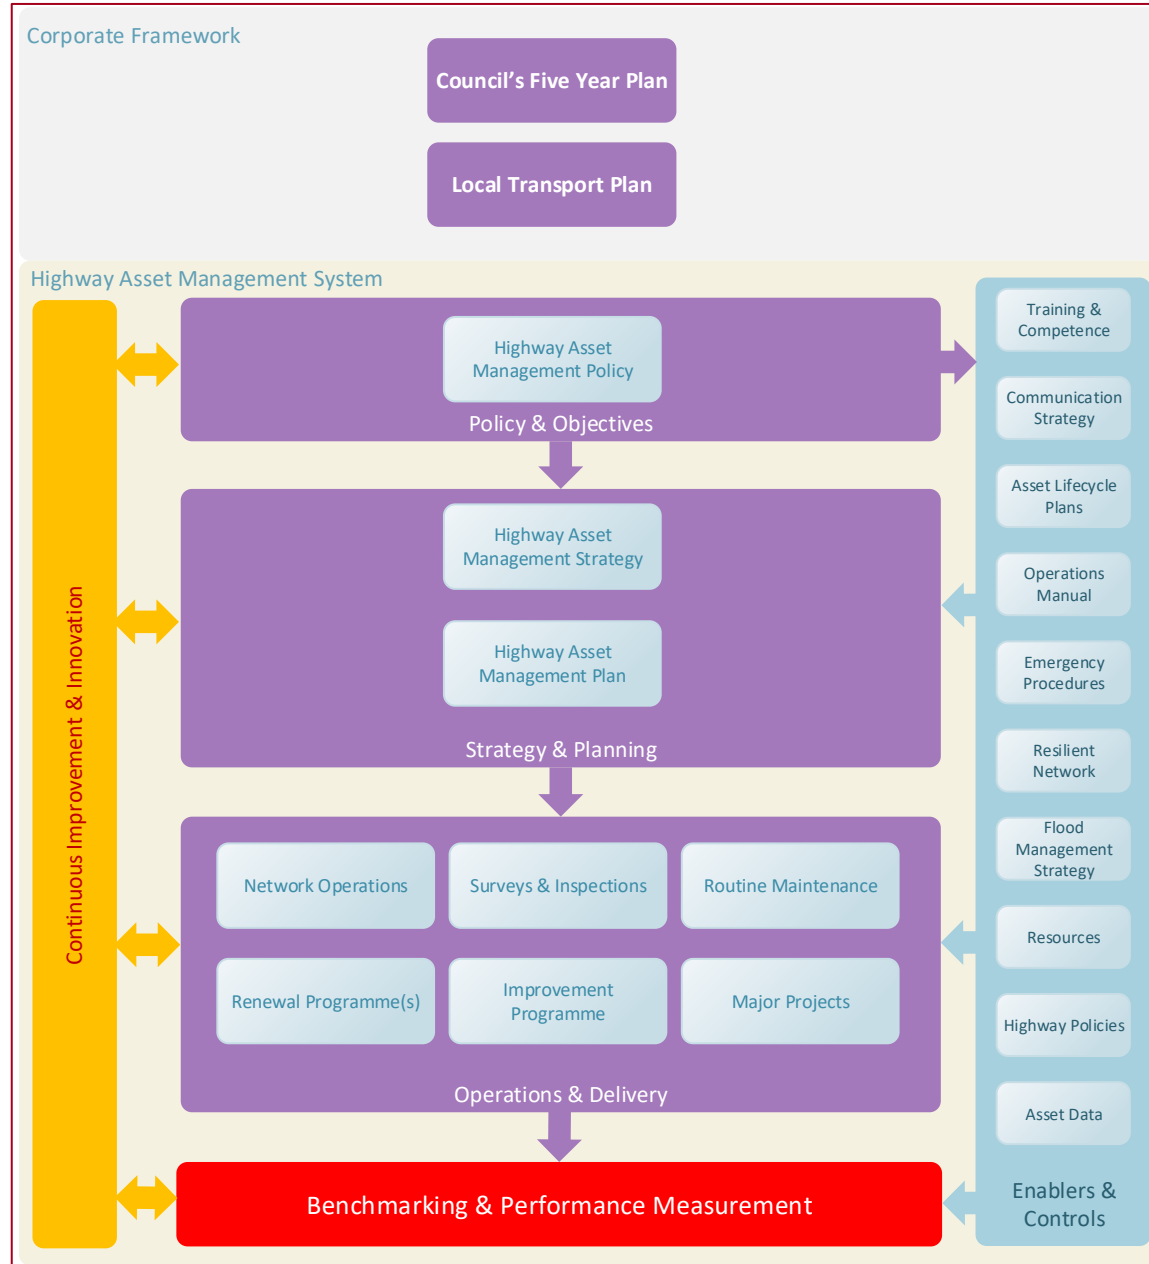 Corporate Framework
Council's Five Year Plan
Local Transport Plan
Highway Asset Management System
Continuous Improvement & Innovation
Highway Asset
Management Policy
Policy & Objectives
Highway Asset
Management Strategy
Highway Asset
Management Plan
Strategy & Planning
Network Operations
Surveys & Inspections
Routine Maintenance
Renewal Programme(s)
Improvement
Programme
Major Projects
Operations & Delivery
Benchmarking & Performance Measurement
Training &
Competence
Communication
Strategy
Asset Lifecycle
Plans
Operations
Manual
Emergency
Procedures
Resilient
Network
Flood
Management
Strategy
Resources
Highway Policies
Asset Data
Enablers &
Controls